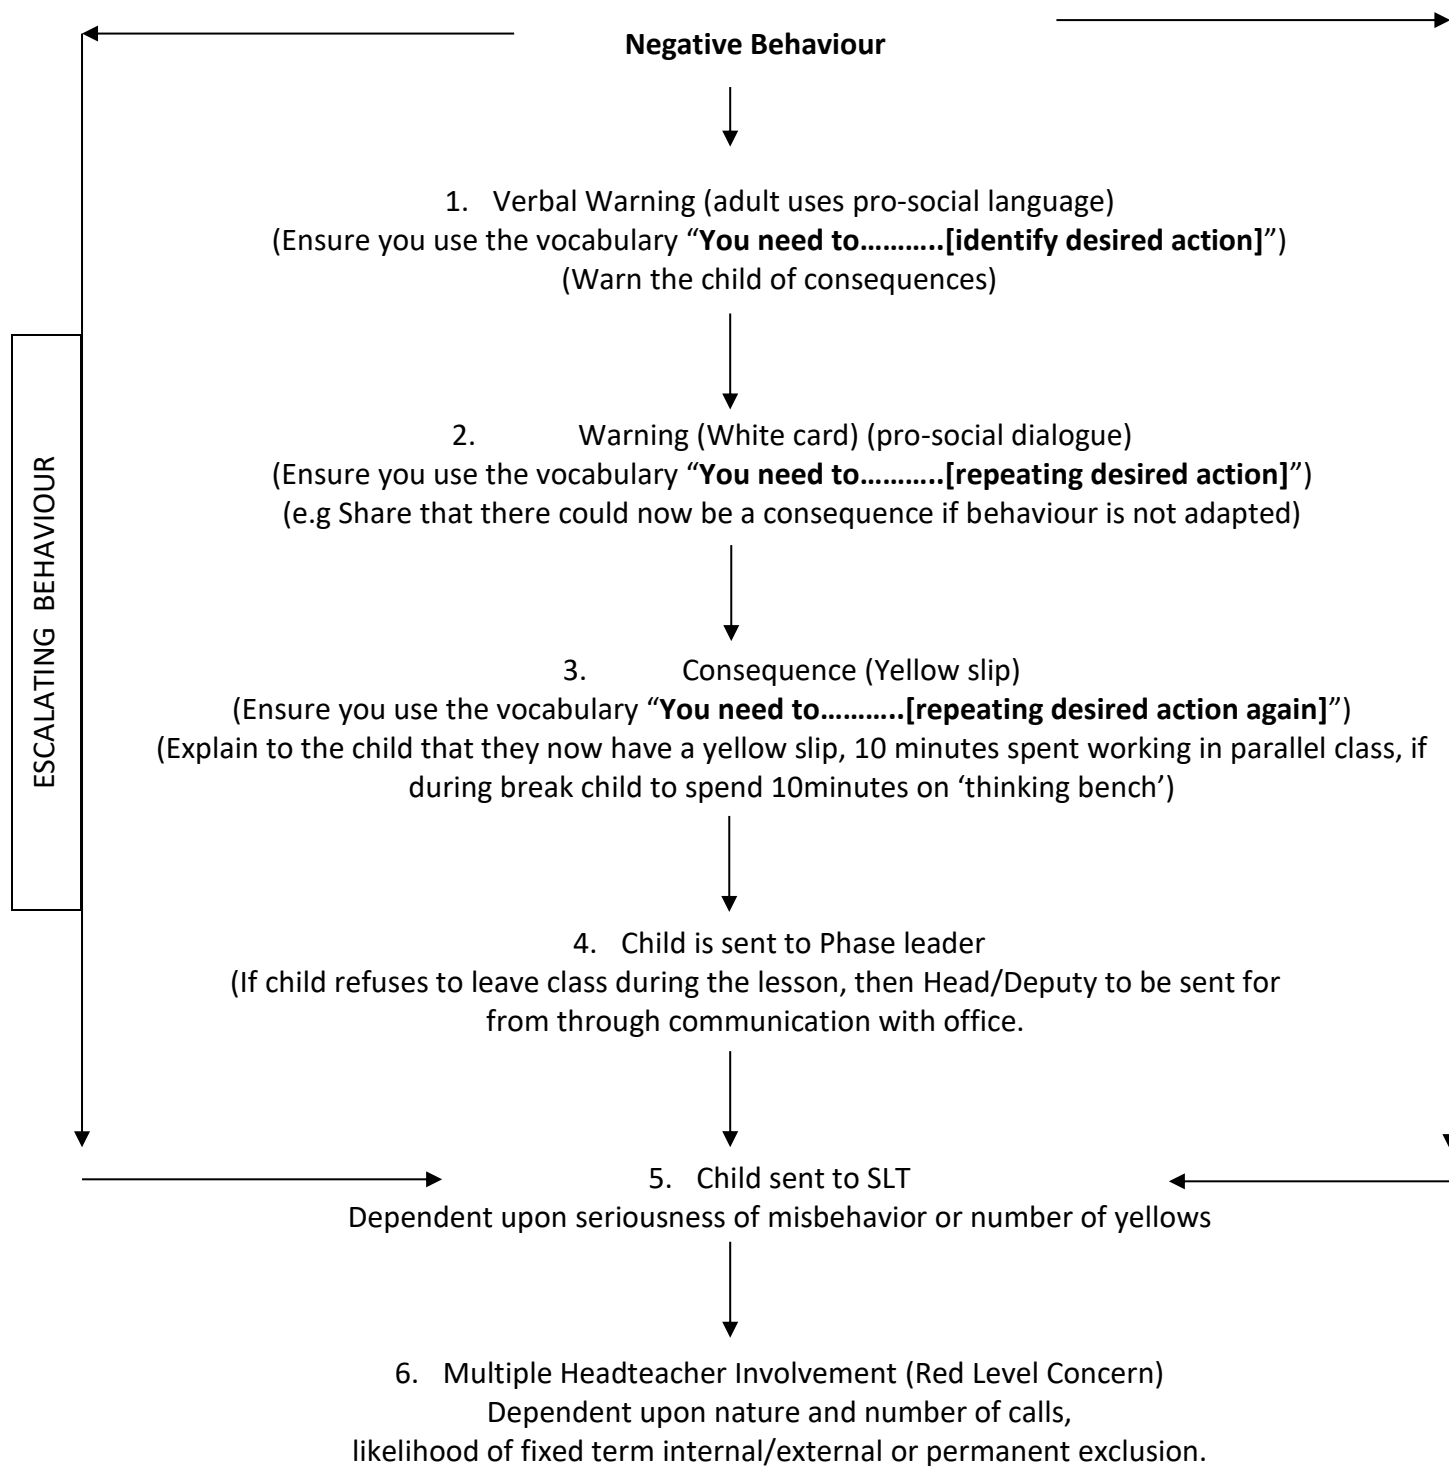 Negative Behaviour
1. Verbal Warning (adult uses pro-social language)
(Ensure you use the vocabulary “You need to………..[identify desired action]”)
(Warn the child of consequences)
2. Warning (White card) (pro-social dialogue)
(Ensure you use the vocabulary “You need to………..[repeating desired action]”)
(e.g Share that there could now be a consequence if behaviour is not adapted)
ESCALATING BEHAVIOUR
3. Consequence (Yellow slip)
(Ensure you use the vocabulary “You need to………..[repeating desired action again]”)
(Explain to the child that they now have a yellow slip, 10 minutes spent working in parallel class, if
during break child to spend 10minutes on ‘thinking bench’)
4. Child is sent to Phase leader
(If child refuses to leave class during the lesson, then Head/Deputy to be sent for
from through communication with office.
5. Child sent to SLT
Dependent upon seriousness of misbehavior or number of yellows
6. Multiple Headteacher Involvement (Red Level Concern)
Dependent upon nature and number of calls,
likelihood of fixed term internal/external or permanent exclusion.